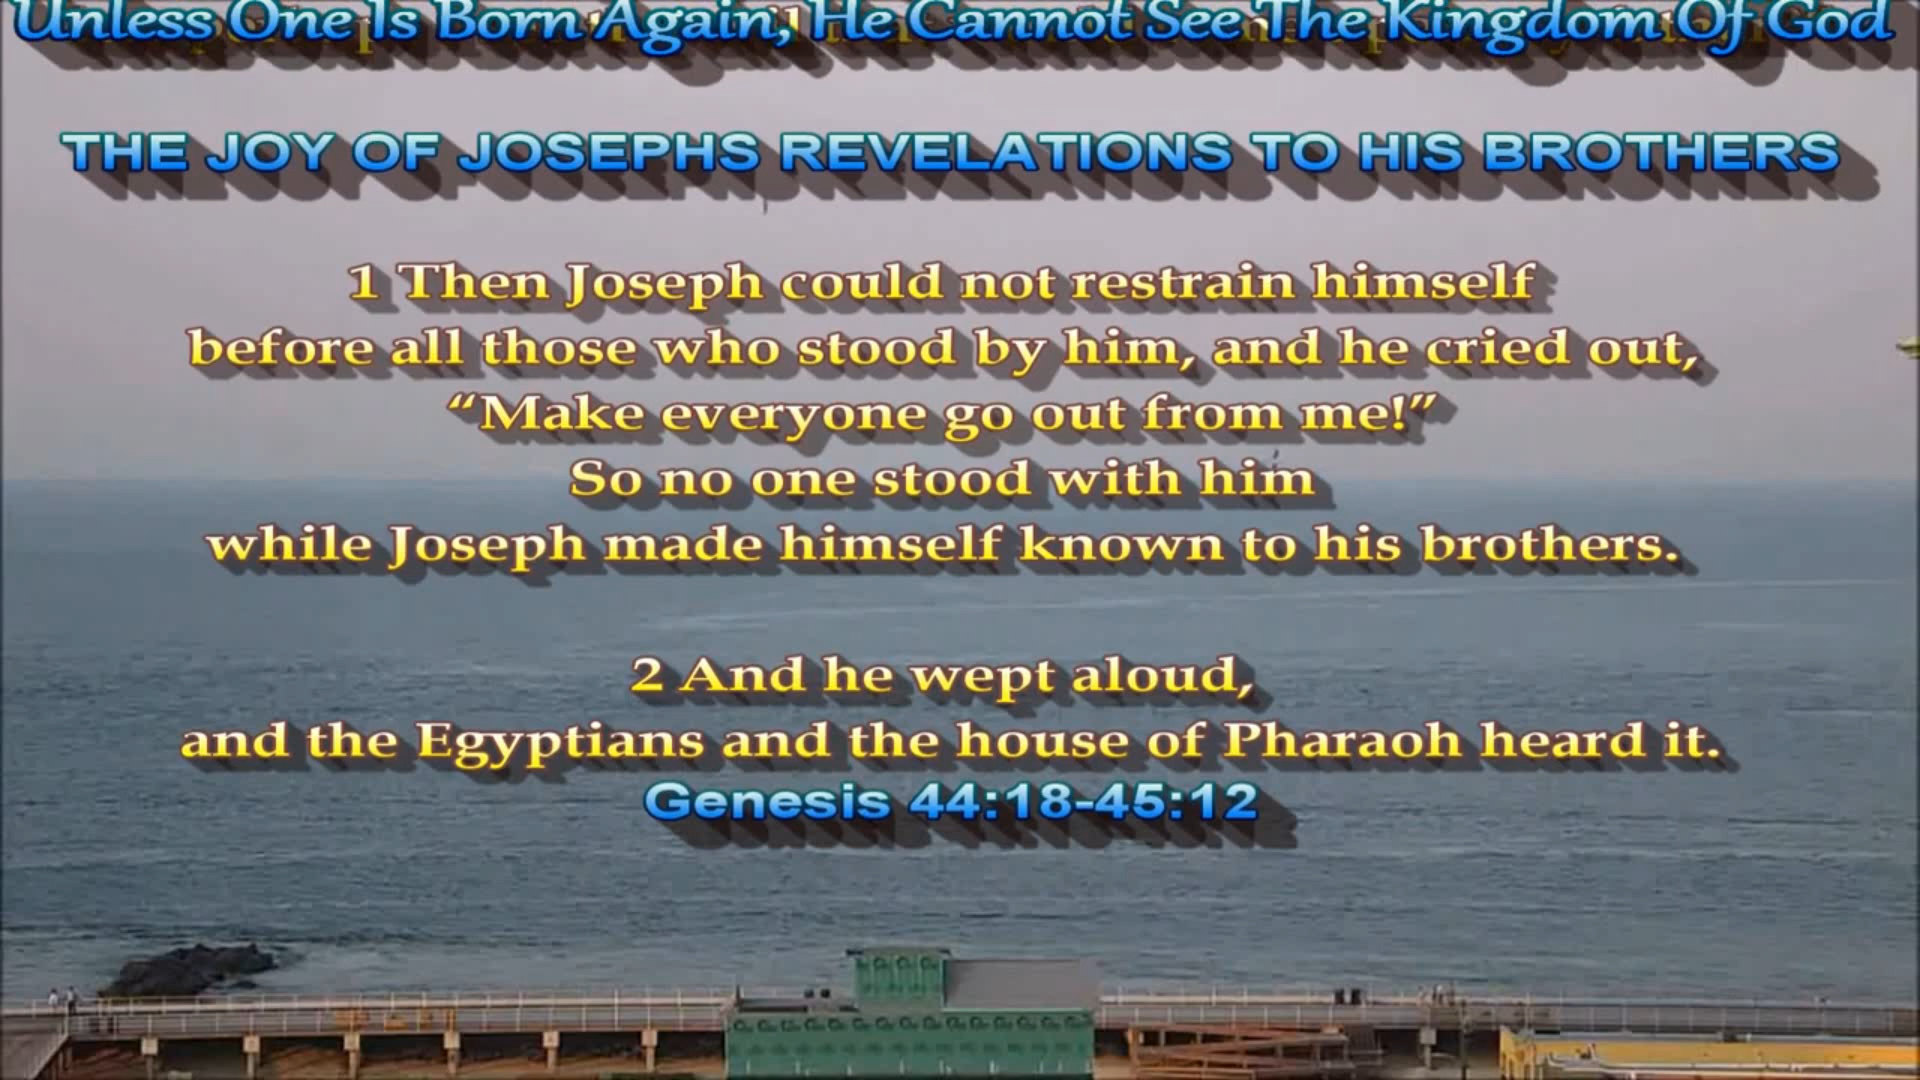 Unless One Is Born Again, He Cannot See The Kingdom Of God
THE JOY OF JOSEPHS REVELATIONS TO HIS BROTHERS
1 Then Joseph could not restrain himself
before all those who stood by him, and he cried out,
“Make everyone go out from me!”
So no one stood with him
while Joseph made himself known to his brothers.
2 And he wept aloud,
and the Egyptians and the house of Pharaoh heard it.
Genesis 44:18-45:12